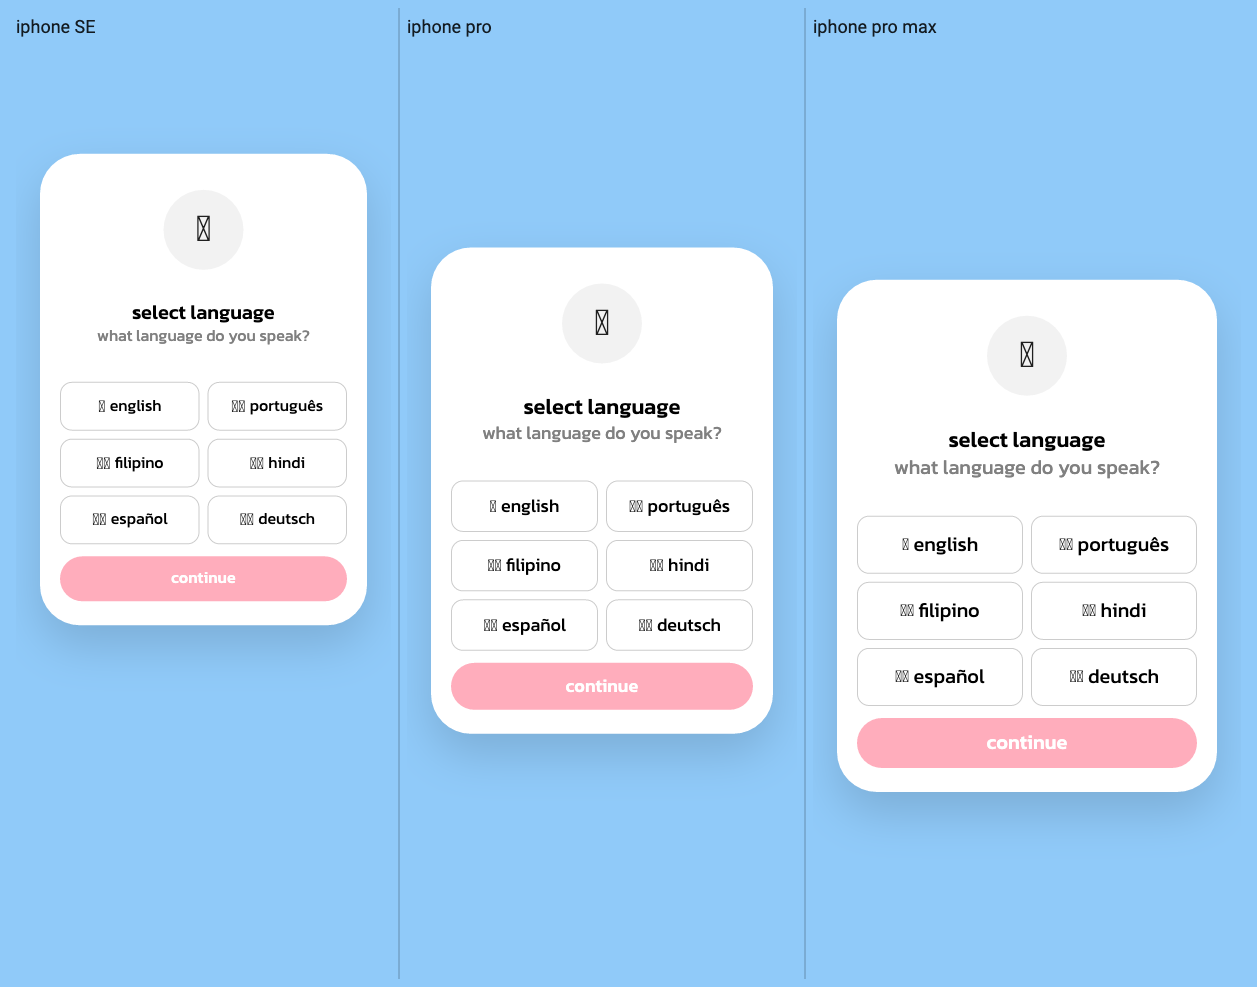 iphone SE
select language
what language do you speak?
english
português
filipino
hindi
español
deutsch
continue
iphone pro
select language
what language do you speak?
english
português
filipino
hindi
español
deutsch
continue
iphone pro max
select language
what language do you speak?
english
português
filipino
hindi
español
deutsch
continue